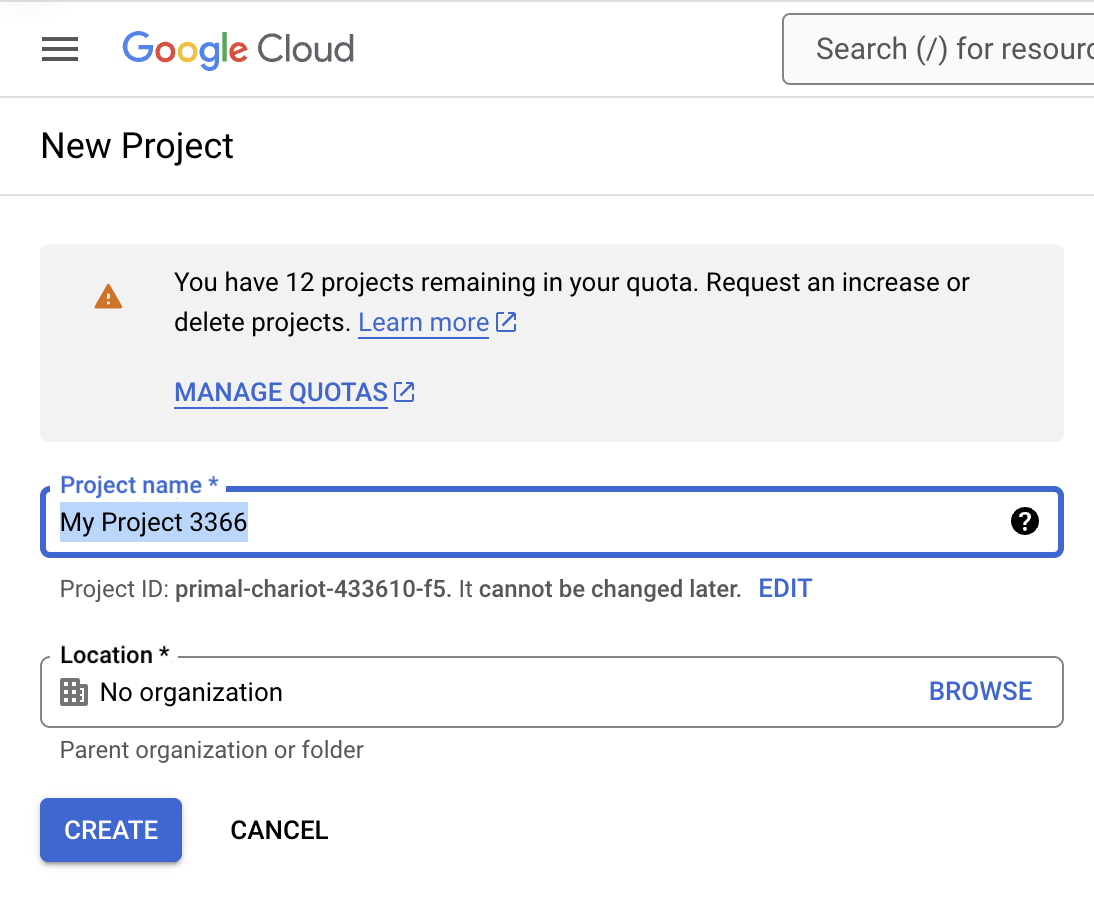 Google Cloud
Search (/) for resourc
New Project
You have 12 projects remaining in your quota. Request an increase or
delete projects. Learn more
MANAGE QUOTAS
Project name *
My Project 3366
Project ID: primal-chariot-433610-f5. It cannot be changed later. EDIT
Location *
No organization BROWSE
Parent organization or folder
CREATE CANCEL